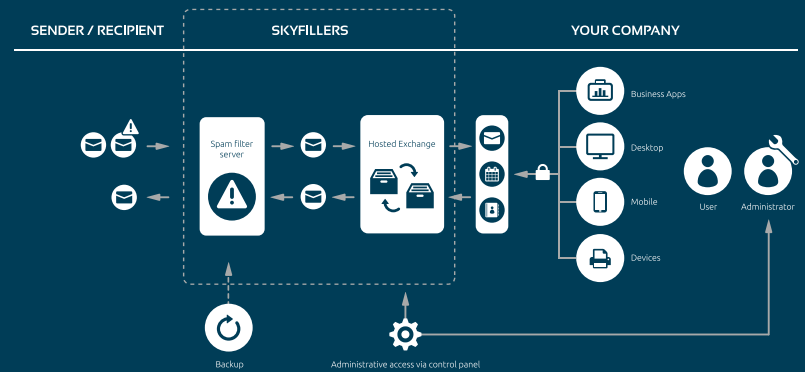 SENDER / RECIPIENT
SKYFILLERS
YOUR COMPANY
Spam filter
server
Hosted Exchange
Business Apps
Desktop
Mobile
Devices
User
Administrator
Backup
Administrative access via control panel